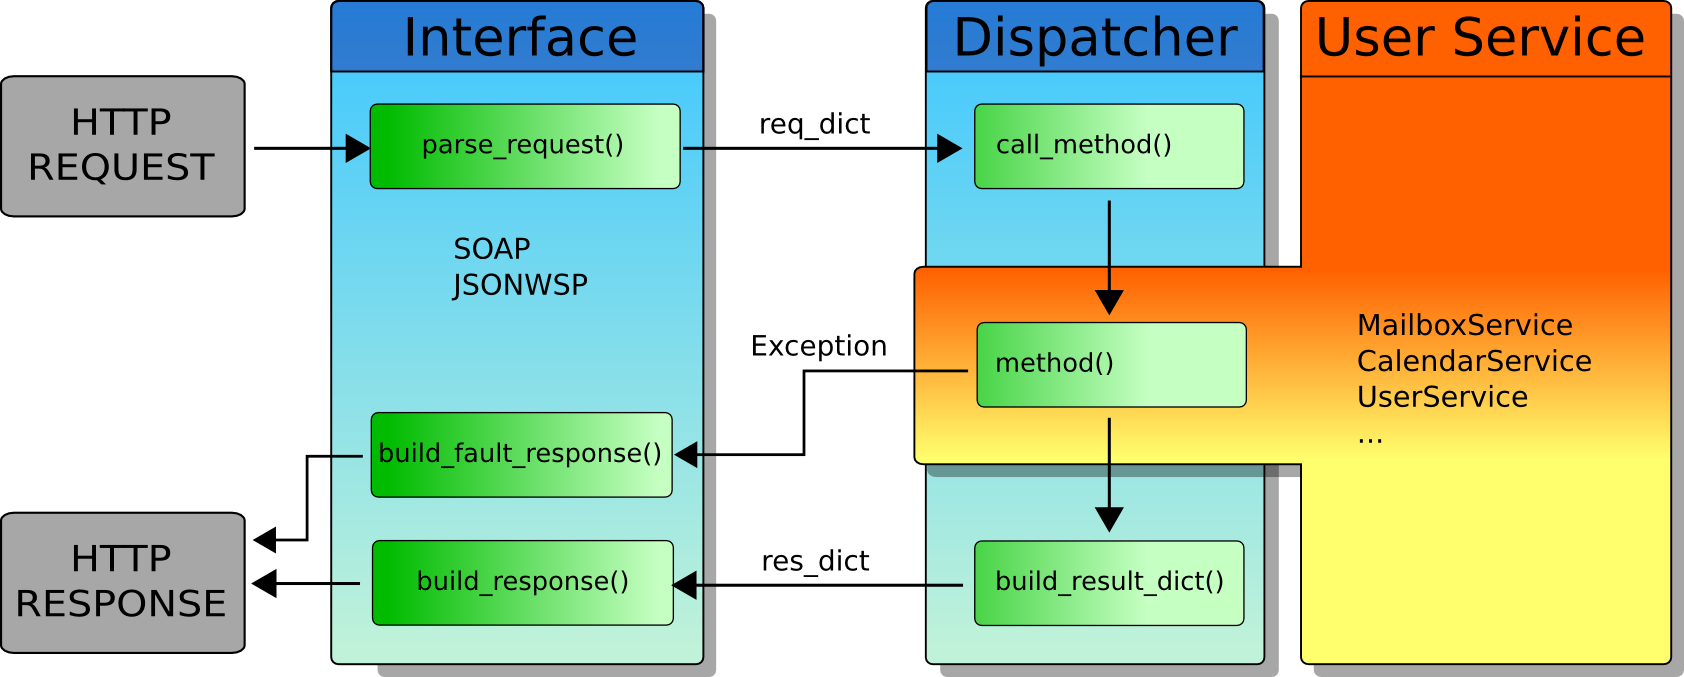 Interface
Dispatcher
User Service
HTTP
REQUEST
parse_request()
req_dict
call_method()
SOAP
JSONWSP
Exception
method()
MailboxService
CalendarService
UserService
...
build_fault_response()
HTTP
RESPONSE
build_response()
res_dict
build_result_dict()